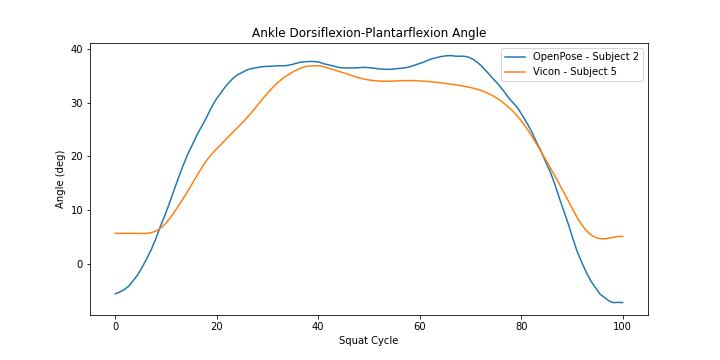 Ankle Dorsiflexion-Plantarflexion Angle
OpenPose - Subject 2
Vicon - Subject 5
Angle (deg)
40
30
20
10
0
0 20 40 60 80 100
Squat Cycle